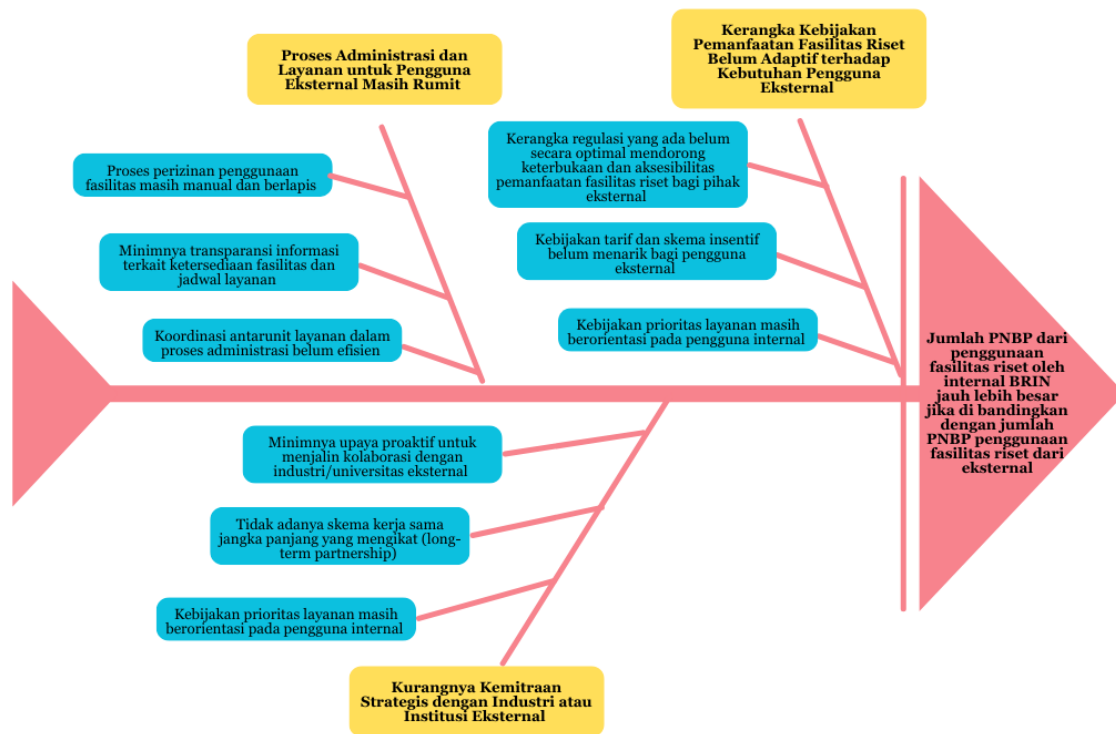 Proses Administrasi dan
Layanan untuk Pengguna
Eksternal Masih Rumit
Kerangka Kebijakan
Pemanfaatan Fasilitas Riset
Belum Adaptif terhadap
Kebutuhan Pengguna
Eksternal
Proses perizinan penggunaan
fasilitas masih manual dan berlapis
Minimnya transparansi informasi
terkait ketersediaan fasilitas dan
jadwal layanan
Koordinasi antarunit layanan dalam
proses administrasi belum efisien
Kerangka regulasi yang ada belum
secara optimal mendorong
keterbukaan dan aksesibilitas
pemanfaatan fasilitas riset bagi pihak
eksternal
Kebijakan tarif dan skema insentif
belum menarik bagi pengguna
eksternal
Kebijakan prioritas layanan masih
berorientasi pada pengguna internal
Jumlah PNBP dari
penggunaan
fasilitas riset oleh
internal BRIN
jauh lebih besar
jika di bandingkan
dengan jumlah
PNBP penggunaan
fasilitas riset dari
eksternal
Minimnya upaya proaktif untuk
menjalin kolaborasi dengan
industri/universitas eksternal
Tidak adanya skema kerja sama
jangka panjang yang mengikat (long-
term partnership)
Kebijakan prioritas layanan masih
berorientasi pada pengguna internal
Kurangnya Kemitraan
Strategis dengan Industri atau
Institusi Eksternal